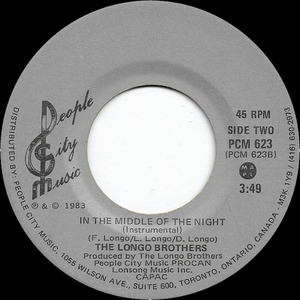 People
City
Music
45 RPM
SIDE TWO
PCM 623
(PCM 623B)
MAPL
3:49
℗ & © 1983
IN THE MIDDLE OF THE NIGHT
(Instrumental)
(F. Longo/L. Longo/D. Longo)
THE LONGO BROTHERS
Produced by The Longo Brothers
People City Music PROCAN
Lonsong Music Inc.
CAPAC
DISTRIBUTED BY: PEOPLE CITY MUSIC, 1055 WILSON AVE., SUITE 600, TORONTO, ONTARIO, CANADA - M3K 1Y9 / (416) 630-2973